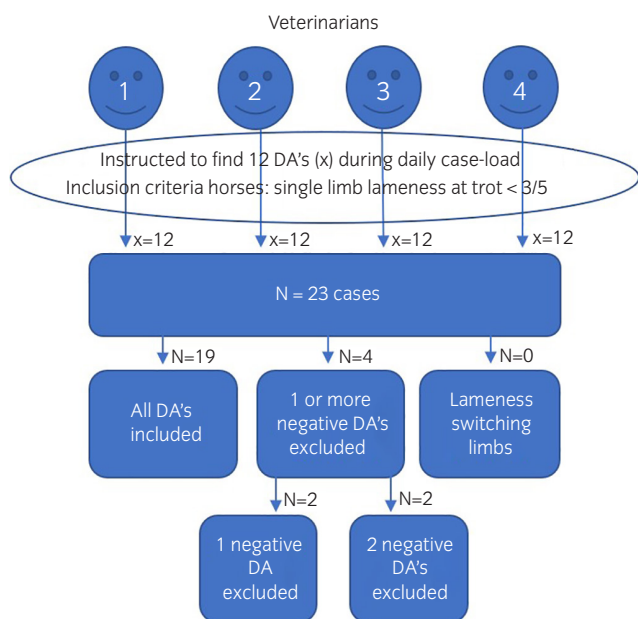 Veterinarians
1 2 3 4
Instructed to find 12 DA's (x) during daily case-load
Inclusion criteria horses: single limb lameness at trot < 3/5
x=12 x=12 x=12 x=12
N = 23 cases
N=19 N=4 N=0
All DA's
included
1 or more
negative DA's
excluded
Lameness
switching
limbs
N=2 N=2
1 negative
DA
excluded
2 negative
DA's
excluded